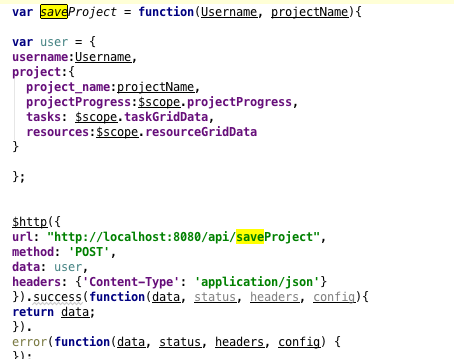 var saveProject = function(Username, projectName){
var user = {
username:Username,
project:{
project_name:projectName,
projectProgress:$scope.projectProgress,
tasks: $scope.taskGridData,
resources:$scope.resourceGridData
}
};
$http({
url: "http://localhost:8080/api/saveProject",
method: 'POST',
data: user,
headers: {'Content-Type': 'application/json'}
}).success(function(data, status, headers, config){
return data;
}).
error(function(data, status, headers, config) {
});